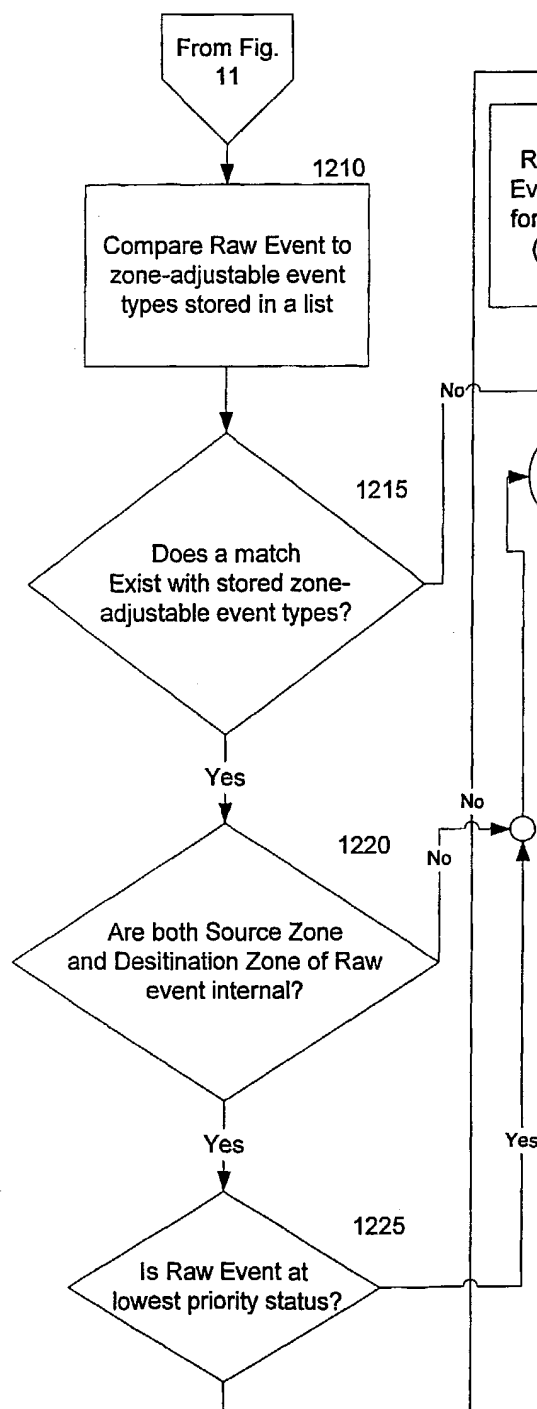 From Fig.
11
1210
Compare Raw Event to
zone-adjustable event
types stored in a list
R
Ev
for
(
No
1215
Does a match
Exist with stored zone-
adjustable event types?
Yes
No
1220
No
Are both Source Zone
and Desitination Zone of Raw
event internal?
Yes
Yes
1225
Is Raw Event at
lowest priority status?